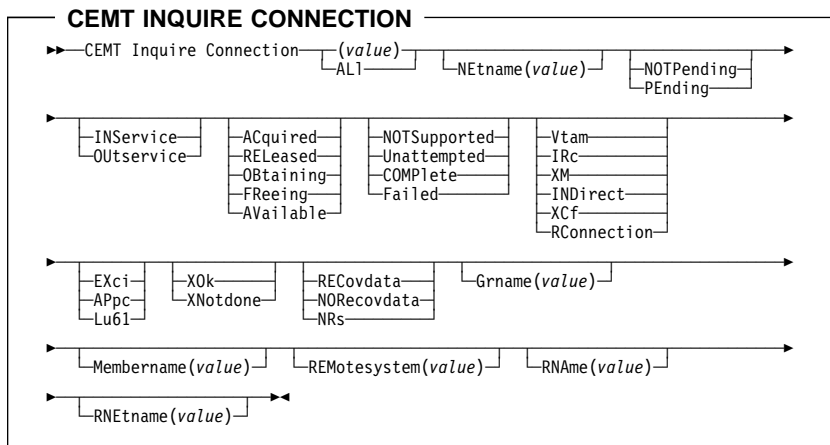 CEMT INQUIRE CONNECTION
CEMT Inquire Connection (value) NEtname(value) NOTPending
ALl PEnding
INService ACquired NOTSupported Vtam
OUtservice RELeased Unattempted IRc
OBtaining COMPlete XM
FReeing Failed INDirect
AVailable XCf
RConnection
EXci XOk RECovdata Grname(value)
APpc XNotdone NORecovdata
Lu61 NRs
Membername(value) REMotesystem(value) RNAme(value)
RNEtname(value)